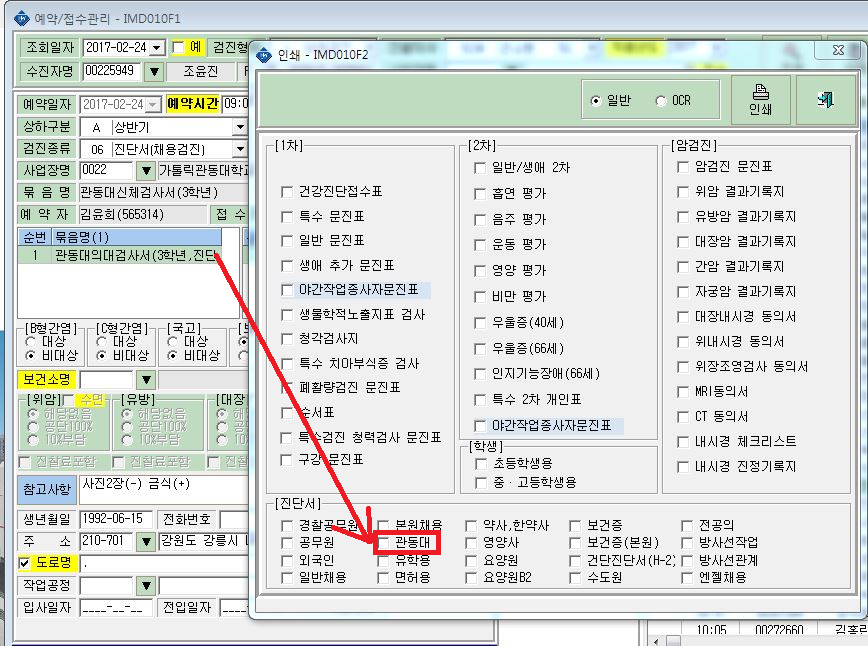 예약/접수관리 - IMD010F1
조회일자 2017-02-24 예 검진형
수진자명 00225949 조윤진
예약일자 2017-02-24 예약시간 09:0
상하구분 A 상반기
검진종류 06 진단서(채용검진)
사업장명 0022 가톨릭관동대학교
묶 음 명 관동대신체검사서(3학년)
예 약 자 김윤희(565314) 접 수
순번 묶음명(1)
1 관동대의대검사서(3학년,진단
[B형간염] [C형간염] [국고]
대상 대상 대상
비대상 비대상 비대상
보건소명
[위암] 수면 [유방] [대장
해당없음 해당없음 해당
공단100% 공단100% 공단
10%부담 10%부담 10%
진찰료포함 진찰료포함 진찰
참고사항 사진2장(-) 금식(+)
생년월일 1992-06-15 전화번호
주 소 210-701 강원도 강릉시
도로명 .
작업공정
입사일자 ____-__-__ 전입일자
인쇄 - IMD010F2
일반 OCR 인쇄
[1차]
건강진단접수표
특수 문진표
일반 문진표
생애 추가 문진표
야간작업종사자문진표
생물학적노출지표 검사
청각검사지
특수 치아부식증 검사
폐활량검진 문진표
순서표
특수검진 청력검사 문진표
구강 문진표
[2차]
일반/생애 2차
흡연 평가
음주 평가
운동 평가
영양 평가
비만 평가
우울증(40세)
우울증(66세)
인지기능장애(66세)
특수 2차 개인표
야간작업종사자문진표
[학생]
초등학생용
중 · 고등학생용
[암검진]
암검진 문진표
위암 결과기록지
유방암 결과기록지
대장암 결과기록지
간암 결과기록지
자궁암 결과기록지
대장내시경 동의서
위내시경 동의서
위장조영검사 동의서
MRI동의서
CT 동의서
내시경 체크리스트
내시경 진정기록지
[진단서]
경찰공무원 본원채용 약사,한약사 보건증 전공의
공무원 관동대 영양사 보건증(본원) 방사선작업
외국인 유학용 요양원 건단진단서(H-2) 방사선관계
일반채용 면허용 요양원B2 수도원 엔젤채용
10:05 00272660